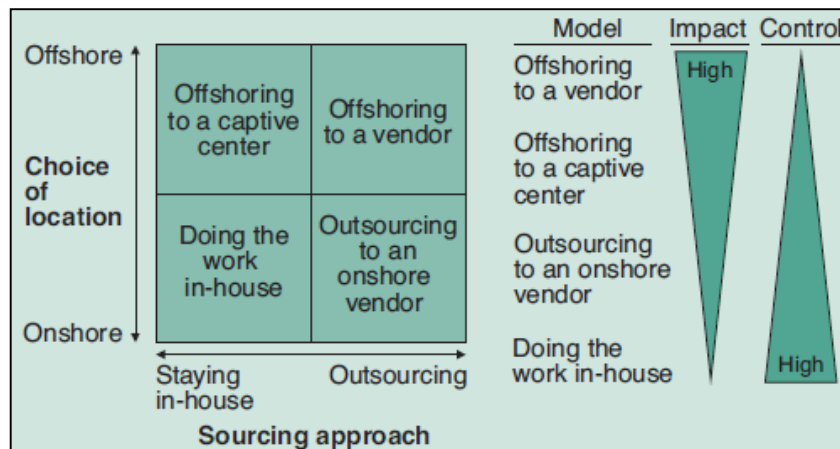 Offshore
Choice
of
location
Onshore
Offshoring
to a captive
center
Offshoring
to a vendor
Doing the
work
in-house
Outsourcing
to an
onshore
vendor
Staying
in-house
Outsourcing
Sourcing approach
Model Impact Control
Offshoring
to a vendor
Offshoring
to a captive
center
Outsourcing
to an onshore
vendor
Doing the
work in-house
High
High